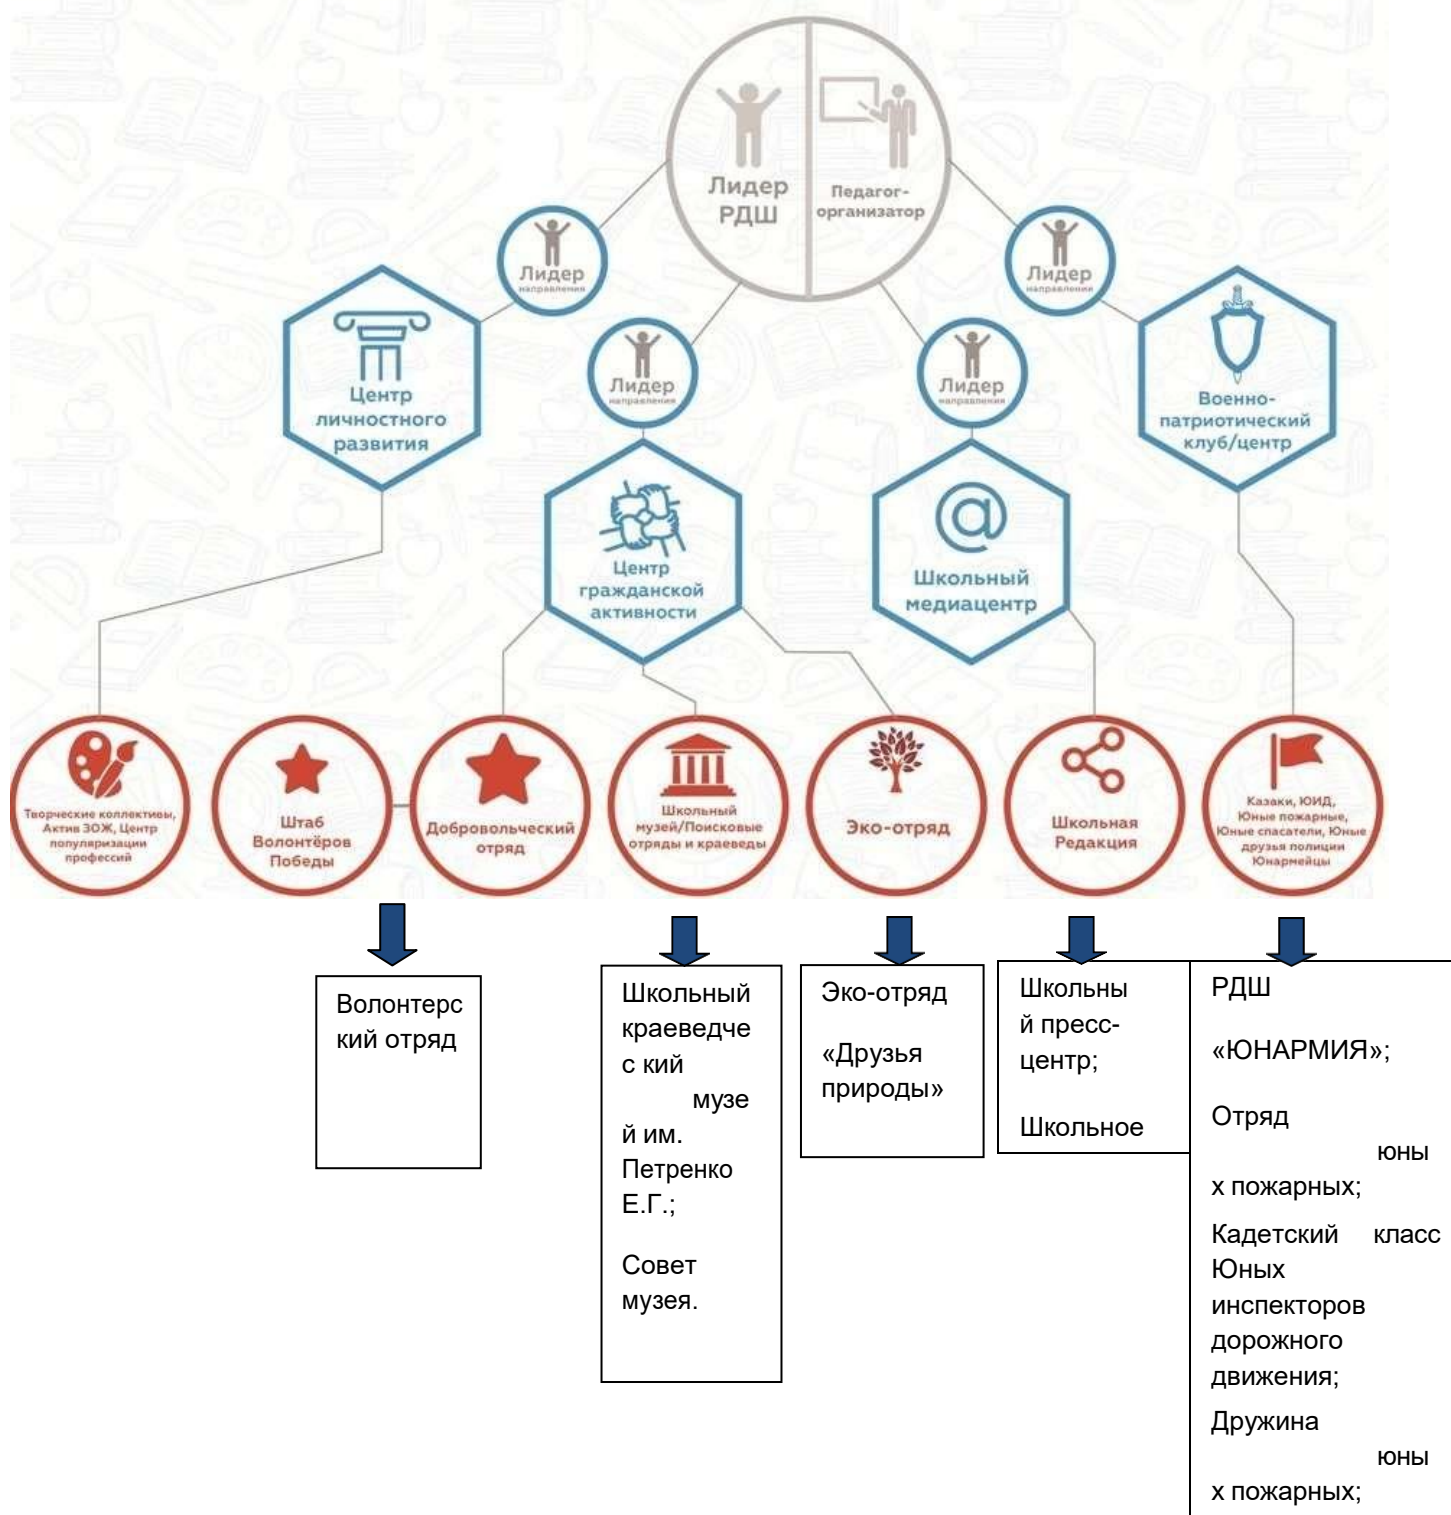 Лидер
РДШ
Педагог-
организатор
Лидер
направления
Лидер
направления
Лидер
направления
Лидер
направления
Центр
личностного
развития
Военно-
патриотический
клуб/центр
Центр
гражданской
активности
Школьный
медиацентр
Творческие коллективы,
Актив ЗОЖ, Центр
популяризации
профессий
Штаб
Волонтёров
Победы
Добровольческий
отряд
Школьный
музей/Поисковые
отряды и краеведы
Эко-отряд
Школьная
Редакция
Казаки, ЮИД,
Юные пожарные,
Юные спасатели, Юные
друзья полиции
Юнармейцы
Волонтерс
кий отряд
Школьный
краеведче
с кий
музе
й им.
Петренко
Е.Г.;
Совет
музея.
Эко-отряд
«Друзья
природы»
Школьны
й пресс-
центр;
Школьное
РДШ
«ЮНАРМИЯ»;
Отряд
юны
х пожарных;
Кадетский класс
Юных
инспекторов
дорожного
движения;
Дружина
юны
х пожарных;